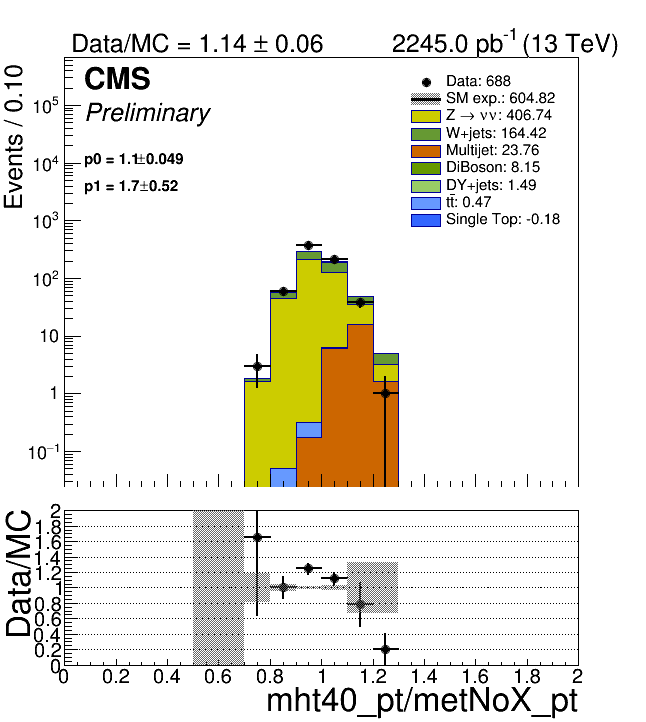 Data/MC = 1.14 ± 0.06 2245.0 pb⁻¹ (13 TeV)
CMS
Preliminary
p0 = 1.1±0.049
p1 = 1.7±0.52
Data: 688
SM exp.: 604.82
Z → νν: 406.74
W+jets: 164.42
Multijet: 23.76
DiBoson: 8.15
DY+jets: 1.49
tt̄: 0.47
Single Top: -0.18
Events / 0.10
10⁵
10⁴
10³
10²
10
1
10⁻¹
Data/MC
2
1.8
1.6
1.4
1.2
1
0.8
0.6
0.4
0.2
0
0 0.2 0.4 0.6 0.8 1 1.2 1.4 1.6 1.8 2
mht40_pt/metNoX_pt